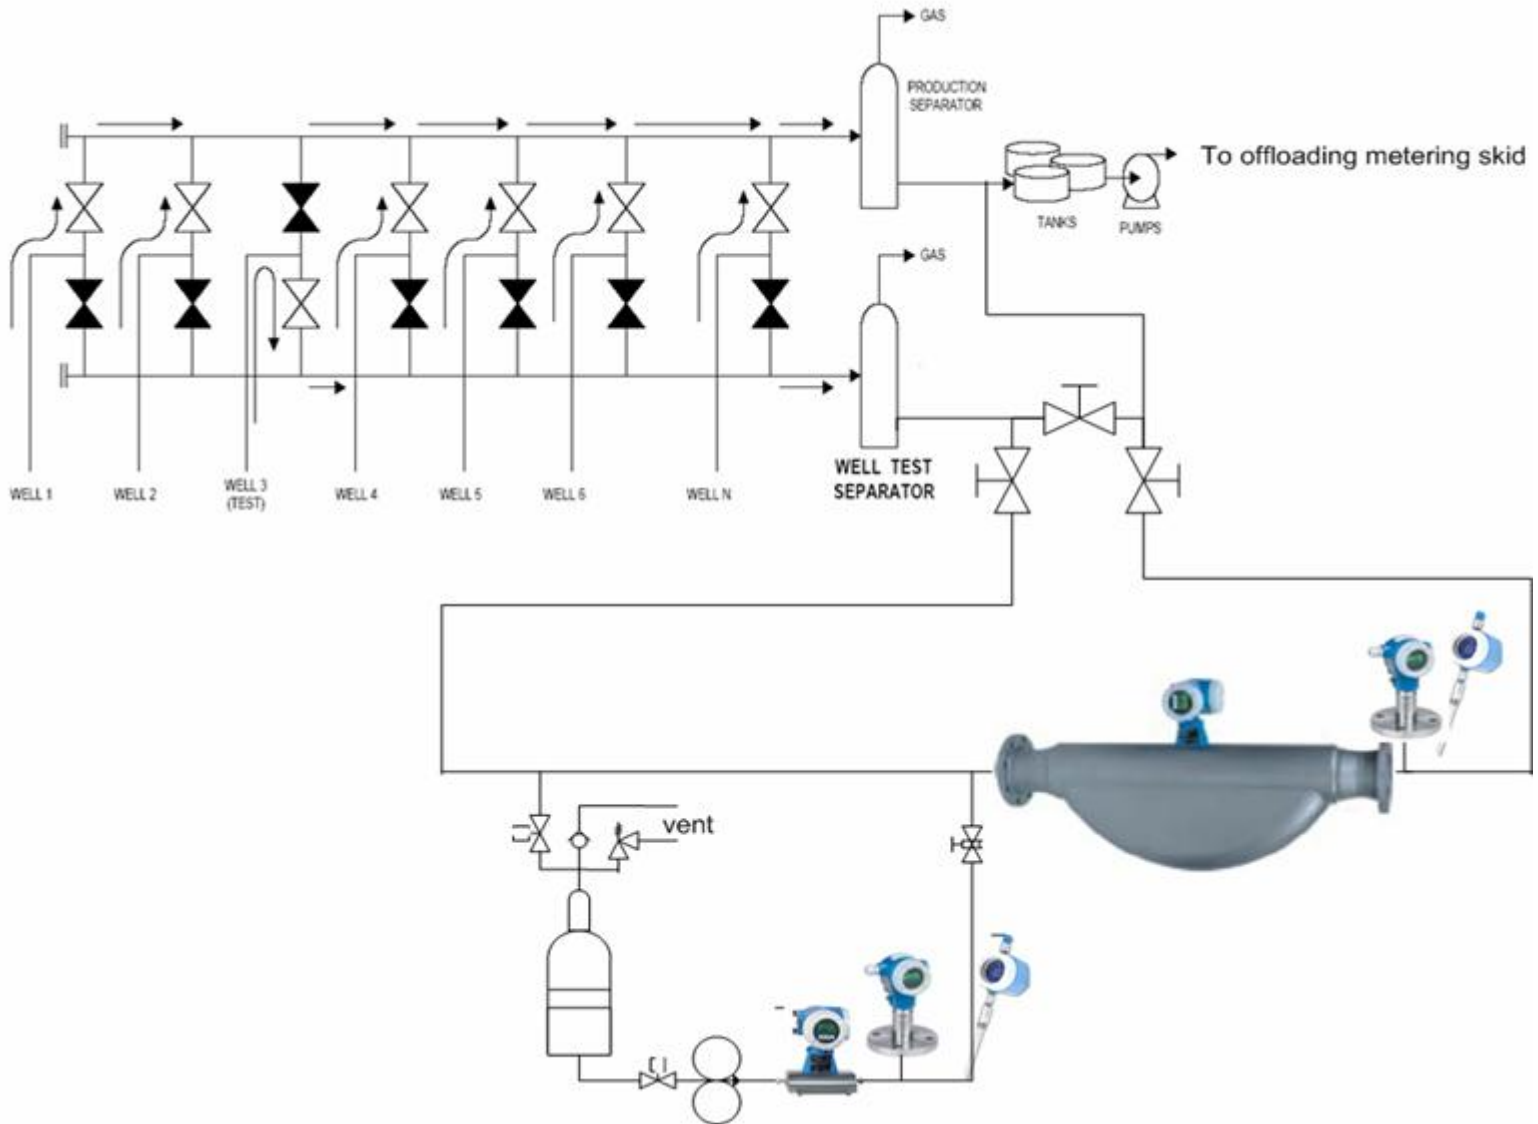 GAS
PRODUCTION
SEPARATOR
To offloading metering skid
TANKS
PUMPS
GAS
WELL 1
WELL 2
WELL 3
(TEST)
WELL 4
WELL 5
WELL 6
WELL N
WELL TEST
SEPARATOR
vent